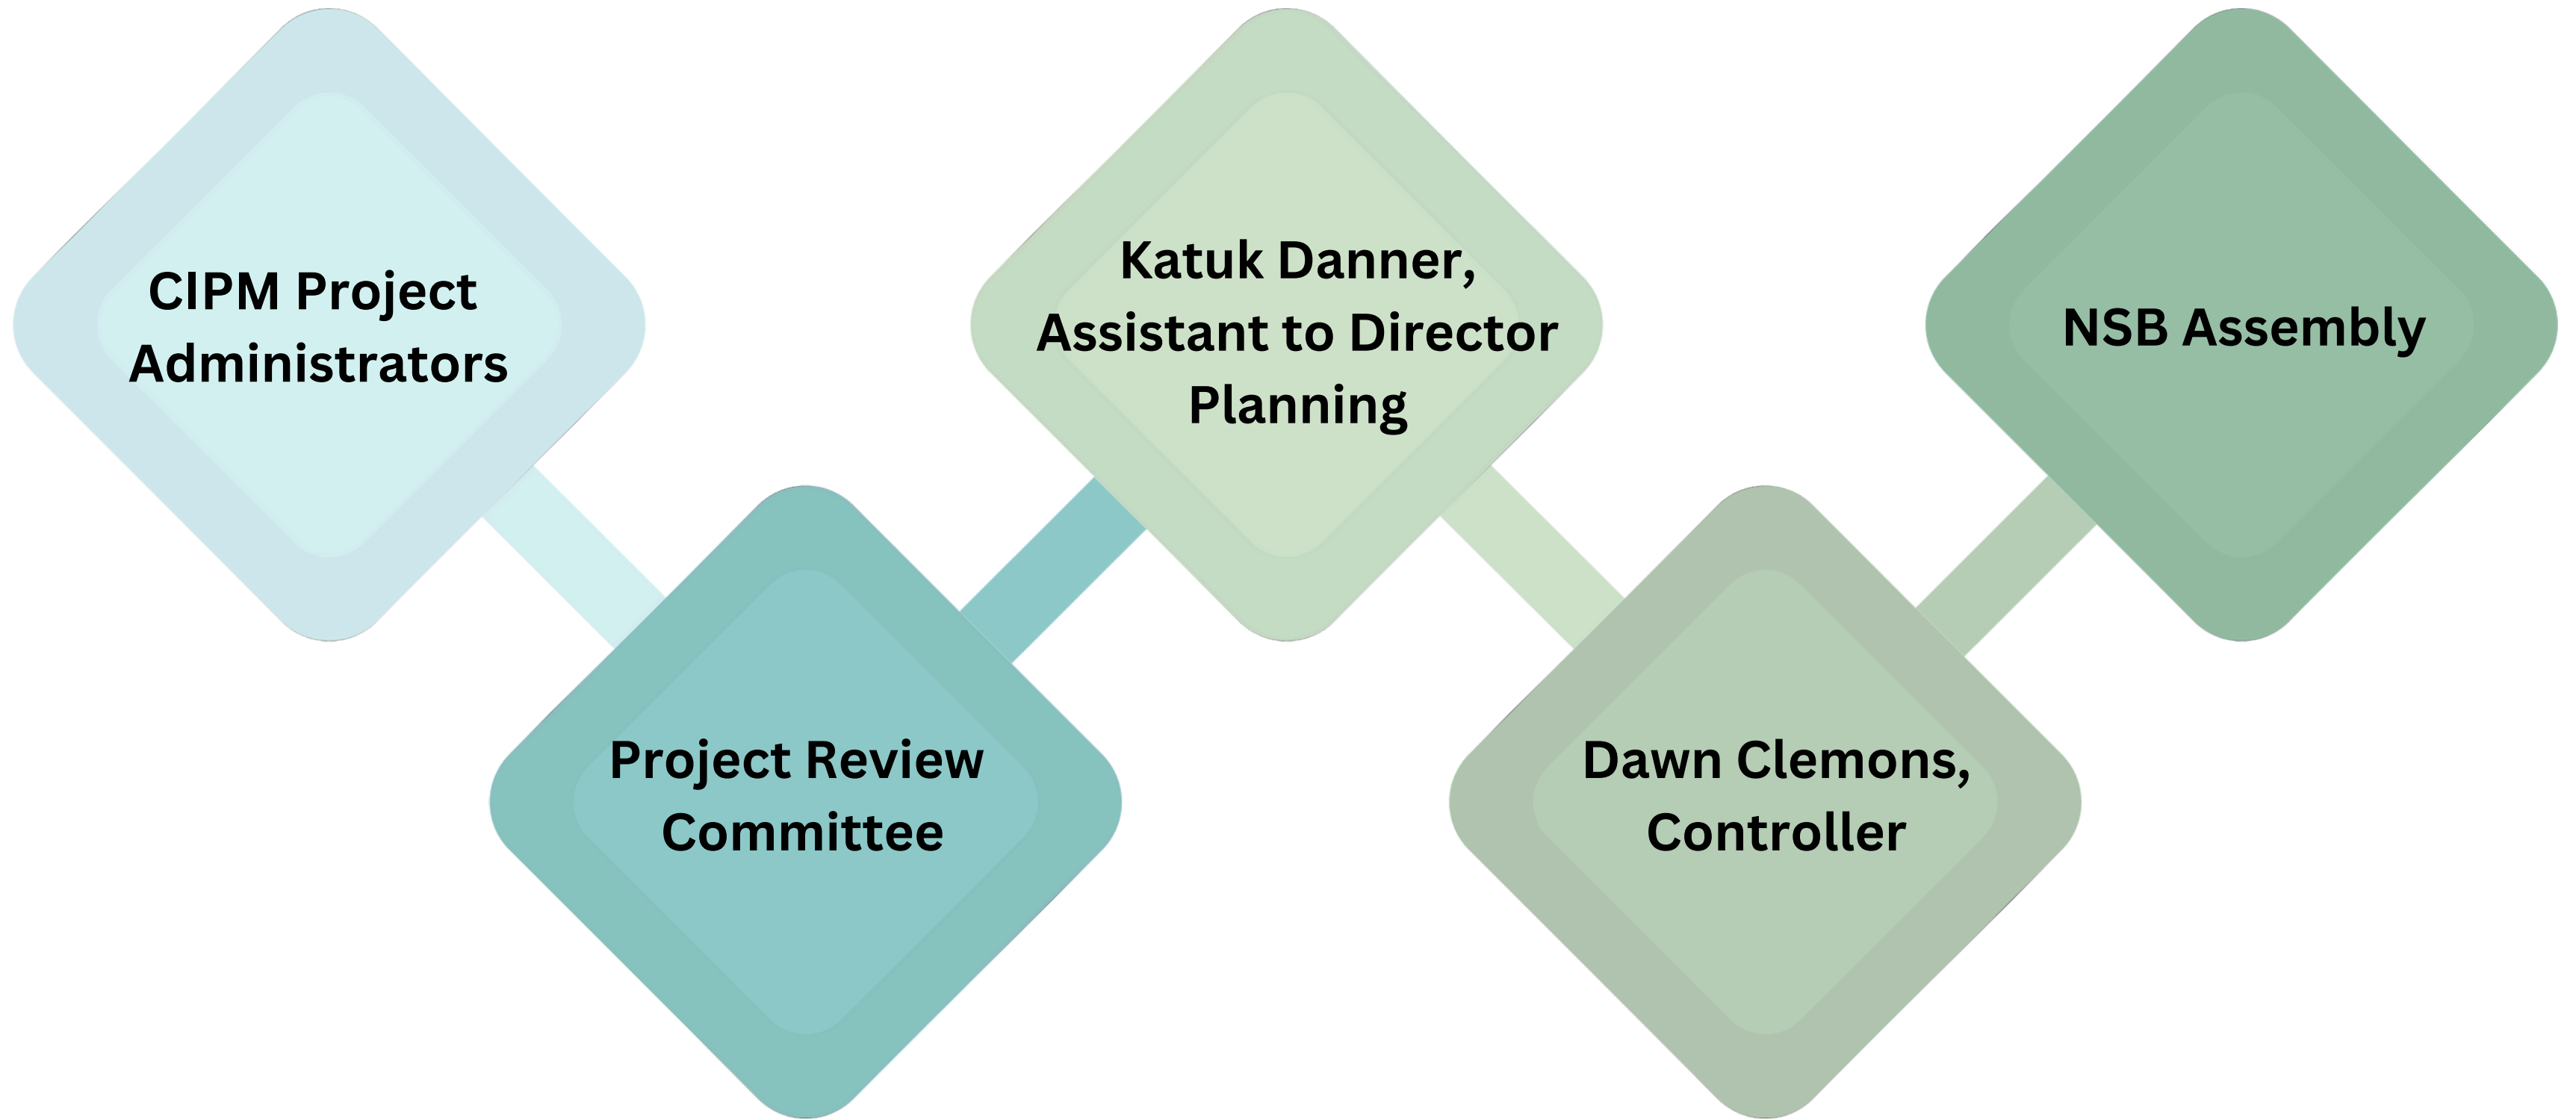 CIPM Project
Administrators
Project Review
Committee
Katuk Danner,
Assistant to Director
Planning
Dawn Clemons,
Controller
NSB Assembly